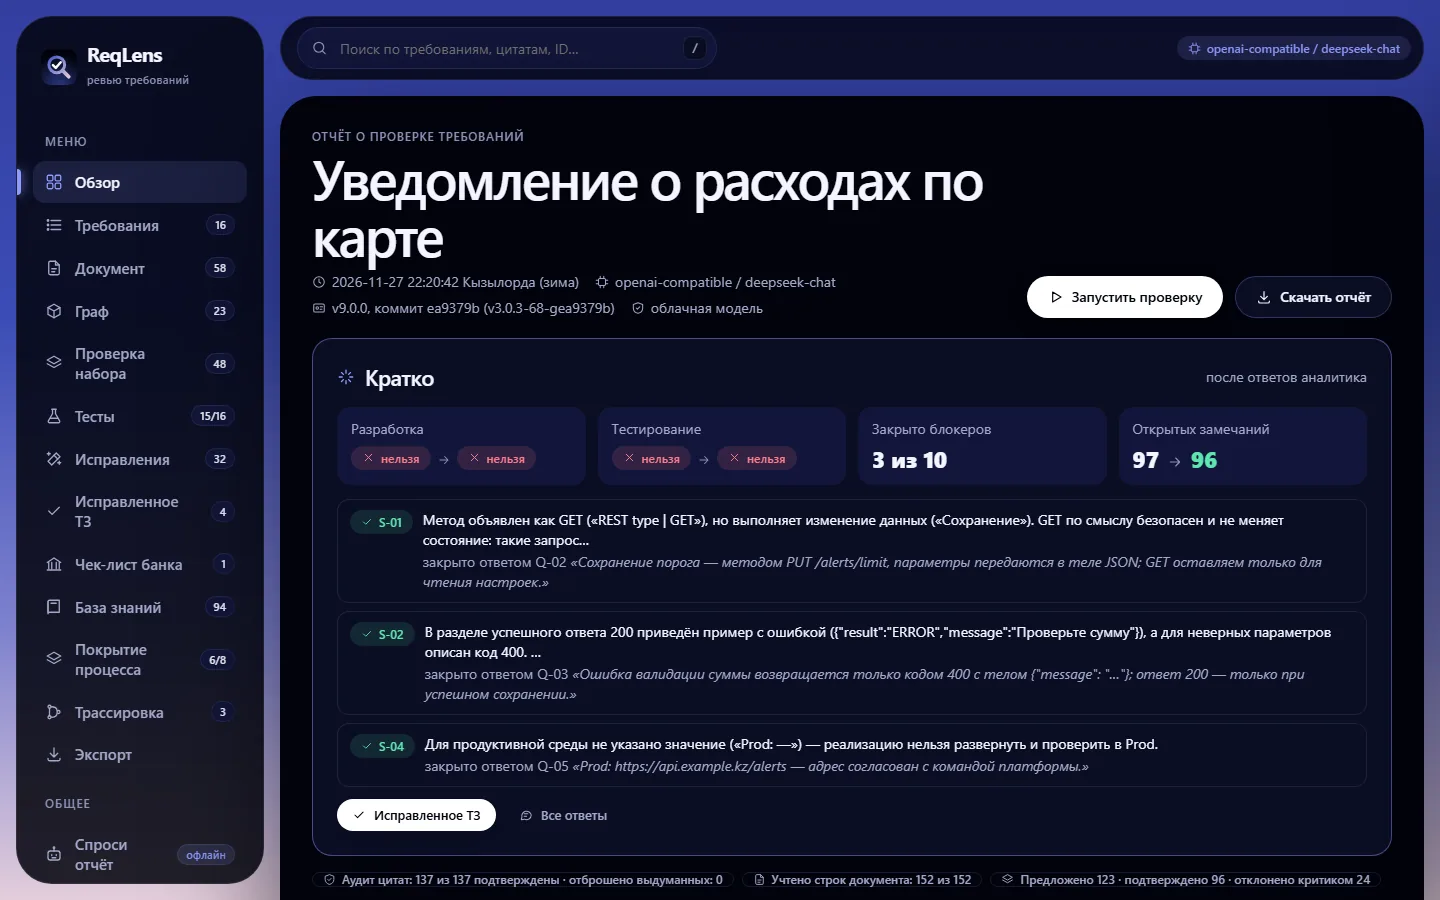 ReqLens
ревью требований
МЕНЮ
Обзор
Требования 16
Документ 58
Граф 23
Проверка
набора 48
Тесты 15/16
Исправления 32
Исправленное
ТЗ 4
Чек-лист банка 1
База знаний 94
Покрытие
процесса 6/8
Трассировка 3
Экспорт
ОБЩЕЕ
Спроси
отчёт офлайн
Поиск по требованиям, цитатам, ID... /
openai-compatible / deepseek-chat
ОТЧЁТ О ПРОВЕРКЕ ТРЕБОВАНИЙ
Уведомление о расходах по
карте
2026-11-27 22:20:42 Кызылорда (зима) openai-compatible / deepseek-chat
v9.0.0, коммит ea9379b (v3.0.3-68-gea9379b) облачная модель
Запустить проверку
Скачать отчёт
Кратко
после ответов аналитика
Разработка
нельзя → нельзя
Тестирование
нельзя → нельзя
Закрыто блокеров
3 из 10
Открытых замечаний
97 → 96
S-01 Метод объявлен как GET («REST type | GET»), но выполняет изменение данных («Сохранение»). GET по смыслу безопасен и не меняет
состояние: такие запрос...
закрыто ответом Q-02 «Сохранение порога — методом PUT /alerts/limit, параметры передаются в теле JSON; GET оставляем только для
чтения настроек.»
S-02 В разделе успешного ответа 200 приведён пример с ошибкой ({"result":"ERROR","message":"Проверьте сумму"}), а для неверных параметров
описан код 400. ...
закрыто ответом Q-03 «Ошибка валидации суммы возвращается только кодом 400 с телом {"message": "..."}; ответ 200 — только при
успешном сохранении.»
S-04 Для продуктивной среды не указано значение («Prod: —») — реализацию нельзя развернуть и проверить в Prod.
закрыто ответом Q-05 «Prod: https://api.example.kz/alerts — адрес согласован с командой платформы.»
Исправленное ТЗ
Все ответы
Аудит цитат: 137 из 137 подтверждены · отброшено выдуманных: 0
Учтено строк документа: 152 из 152
Предложено 123 · подтверждено 96 · отклонено критиком 24